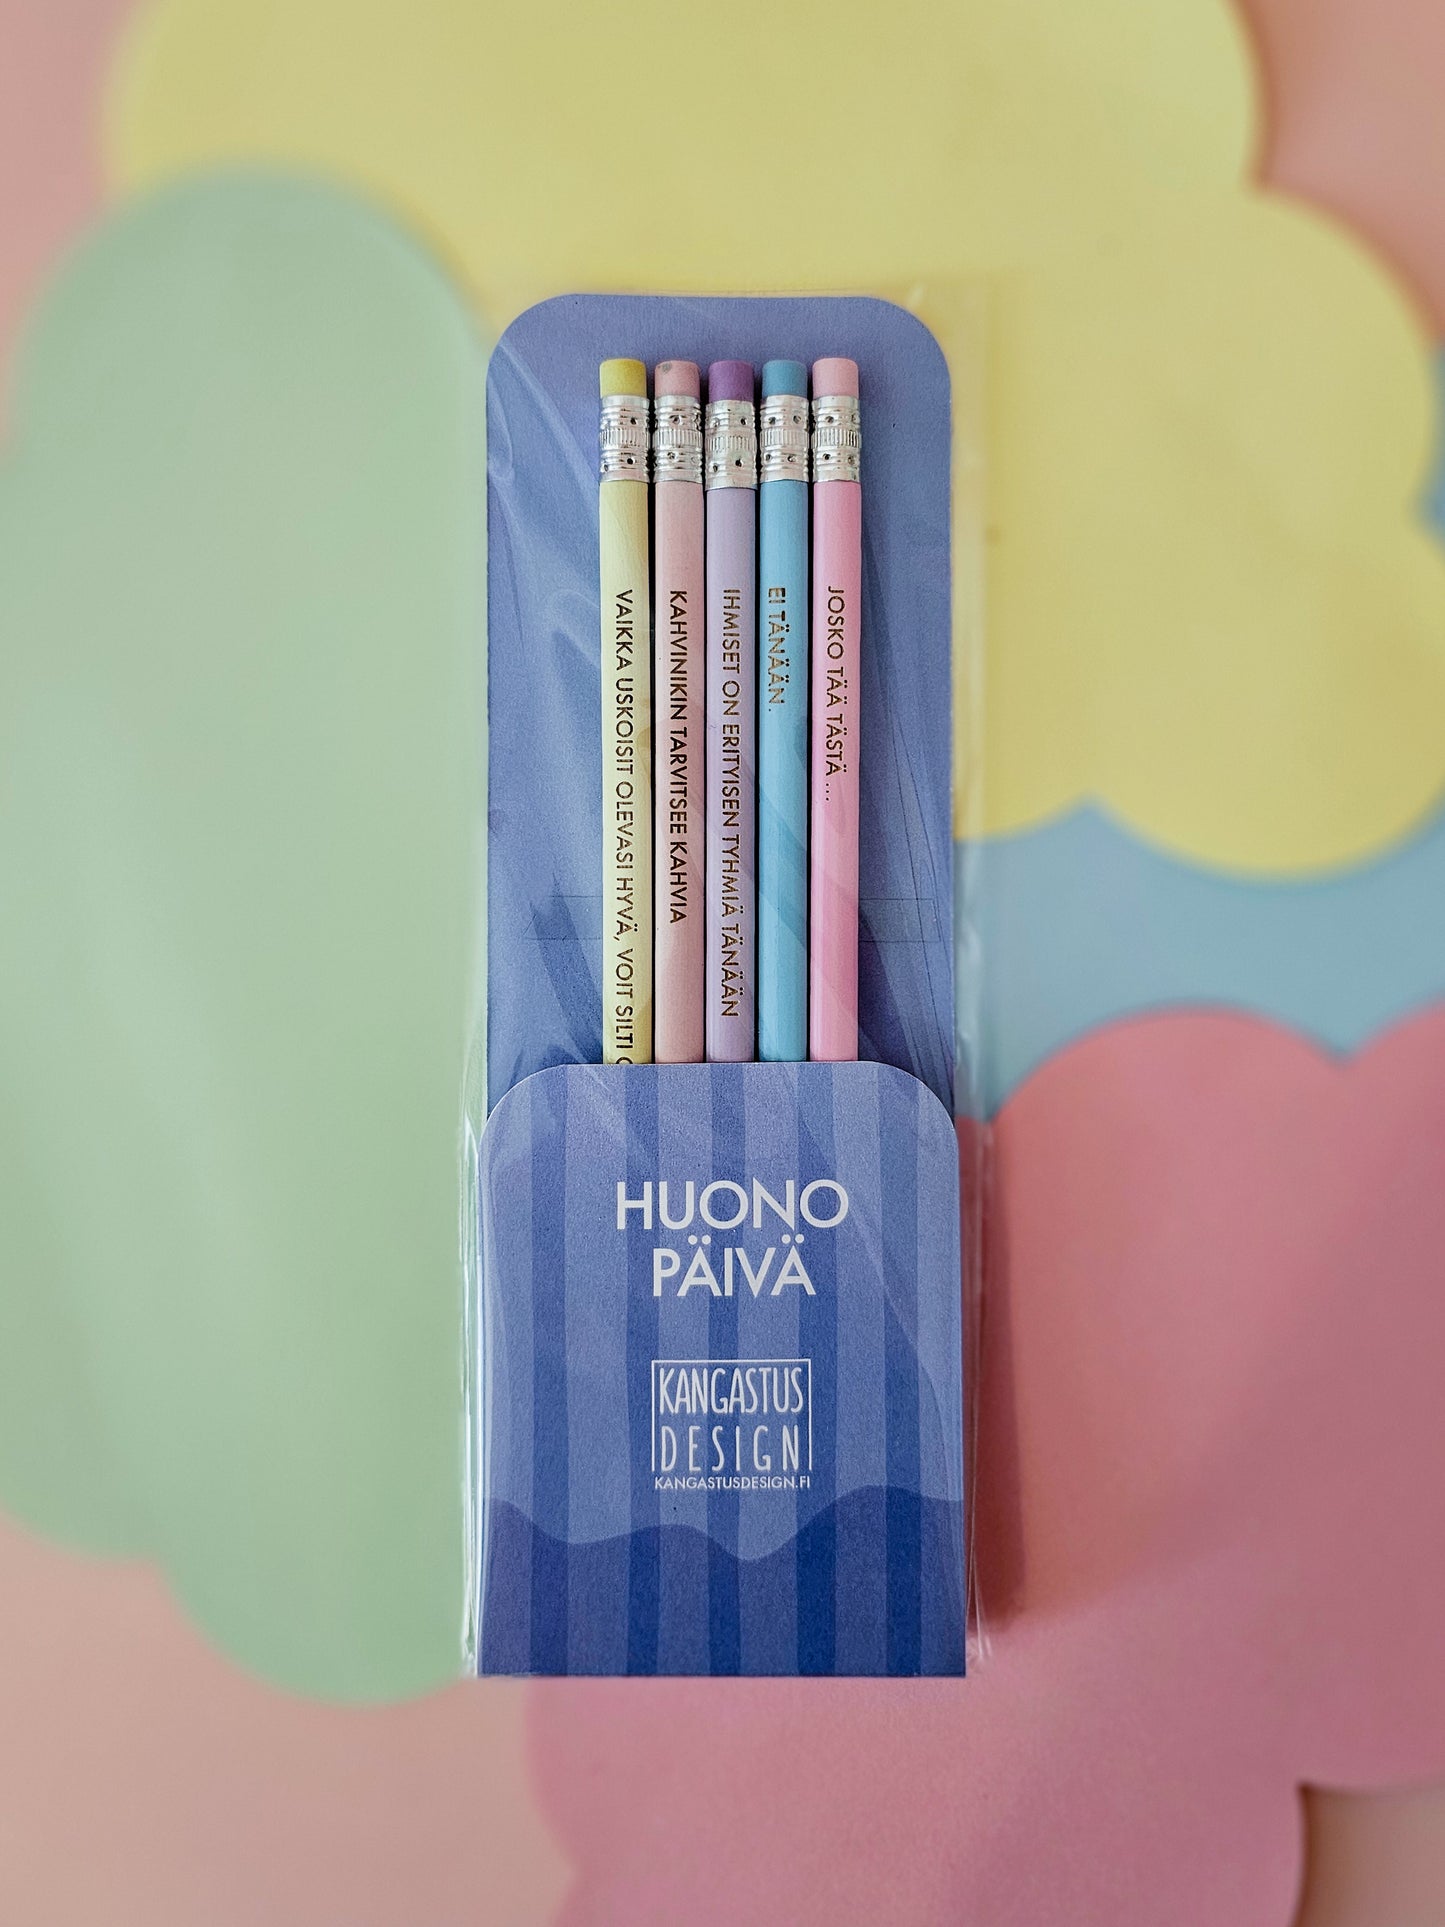 VAIKKA USKOISIT OLEVASI HYVÄ, VOIT SILTI
KAHVINIKIN TARVITSEE KAHVIA
IHMISET ON ERITYISEN TYHMIÄ TÄNÄÄN
EI TÄNÄÄN.
JOSKO TÄÄ TÄSTÄ ...
HUONO
PÄIVÄ
KANGASTUS
DESIGN
KANGASTUSDESIGN.FI